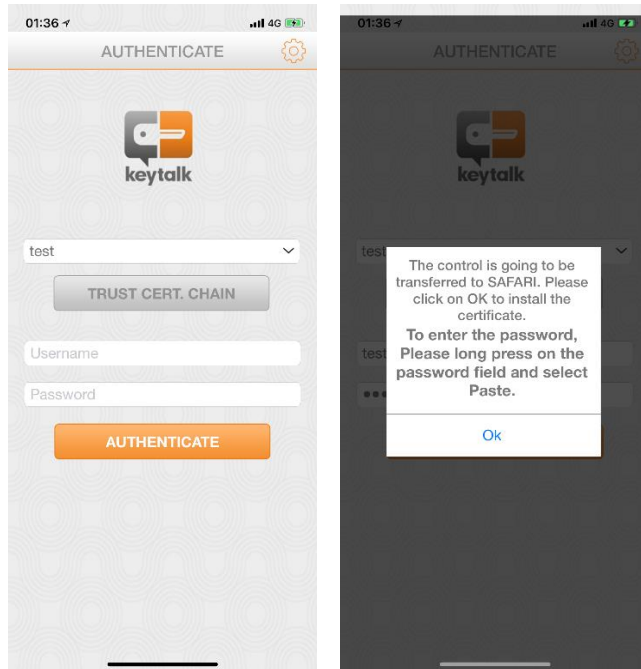 01:36
4G
AUTHENTICATE
keytalk
test
TRUST CERT. CHAIN
Username
Password
AUTHENTICATE
01:36
4G
AUTHENTICATE
keytalk
test
The control is going to be
transferred to SAFARI. Please
click on OK to install the
certificate.
To enter the password,
Please long press on the
password field and select
Paste.
test
Ok